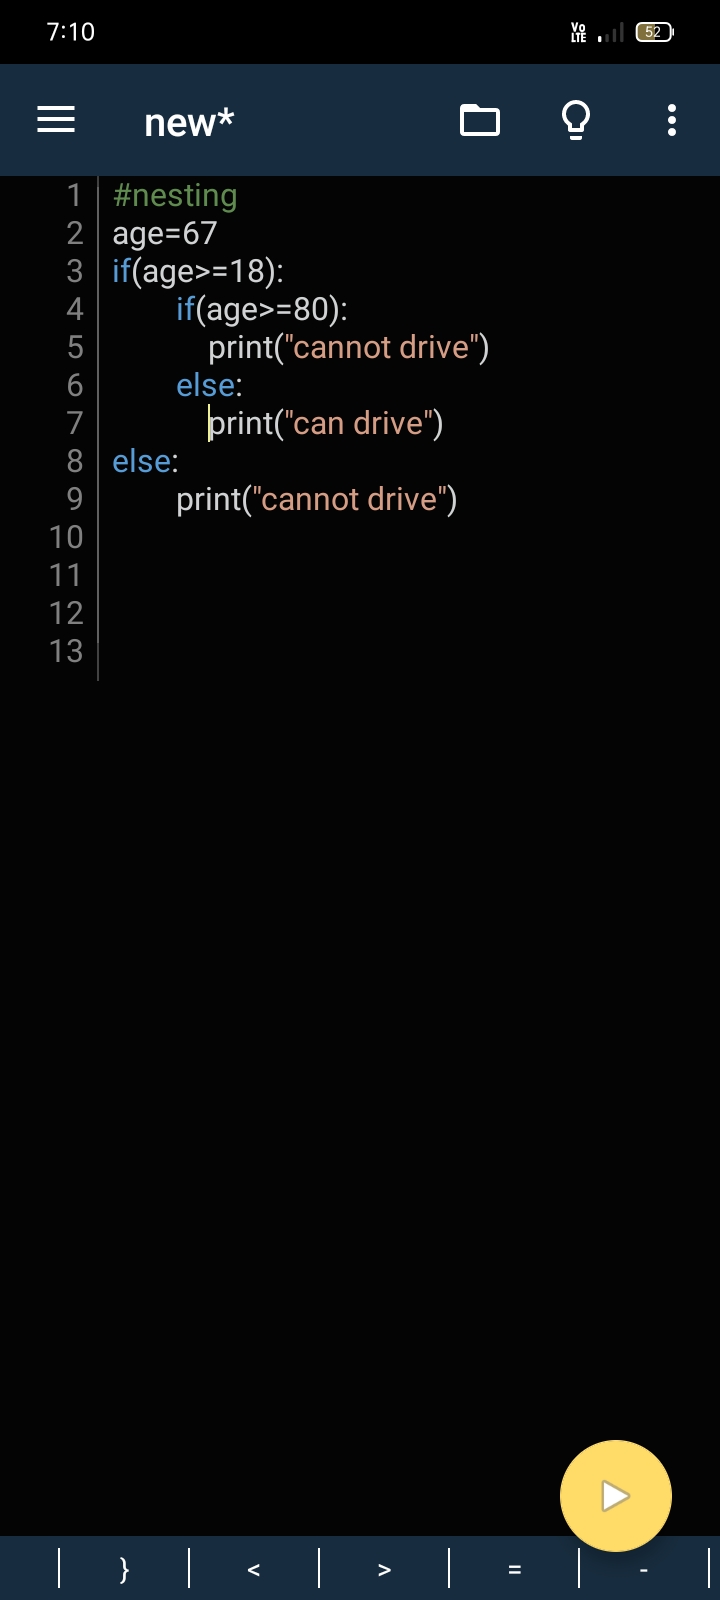 7:10 Vo LTE 52
new*
1 #nesting
2 age=67
3 if(age>=18):
4         if(age>=80):
5             print("cannot drive")
6         else:
7             print("can drive")
8 else:
9         print("cannot drive")
10
11
12
13
} < > = -